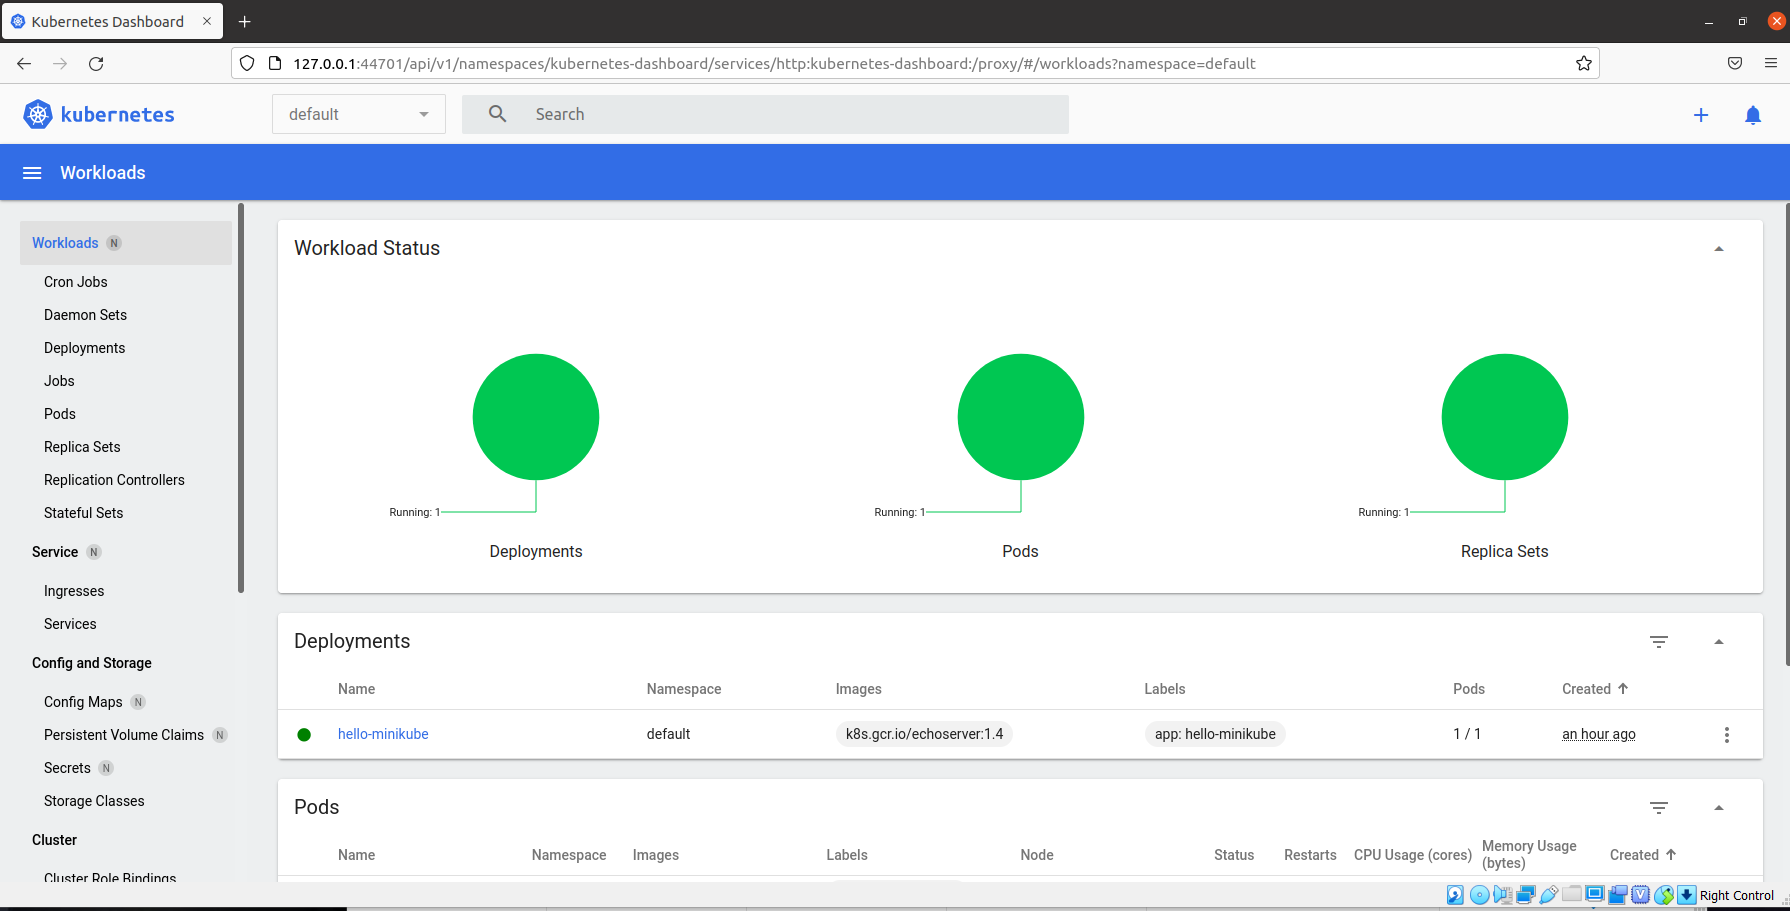 Kubernetes Dashboard
127.0.0.1:44701/api/v1/namespaces/kubernetes-dashboard/services/http:kubernetes-dashboard:/proxy/#/workloads?namespace=default
kubernetes
default
Search
Workloads
Workloads N
Cron Jobs
Daemon Sets
Deployments
Jobs
Pods
Replica Sets
Replication Controllers
Stateful Sets
Service N
Ingresses
Services
Config and Storage
Config Maps N
Persistent Volume Claims N
Secrets N
Storage Classes
Cluster
Cluster Role Bindings
Workload Status
Running: 1 Running: 1 Running: 1
Deployments Pods Replica Sets
Deployments
Name Namespace Images Labels Pods Created
hello-minikube default k8s.gcr.io/echoserver:1.4 app: hello-minikube 1 / 1 an hour ago
Pods
Name Namespace Images Labels Node Status Restarts CPU Usage (cores) Memory Usage (bytes) Created
Right Control